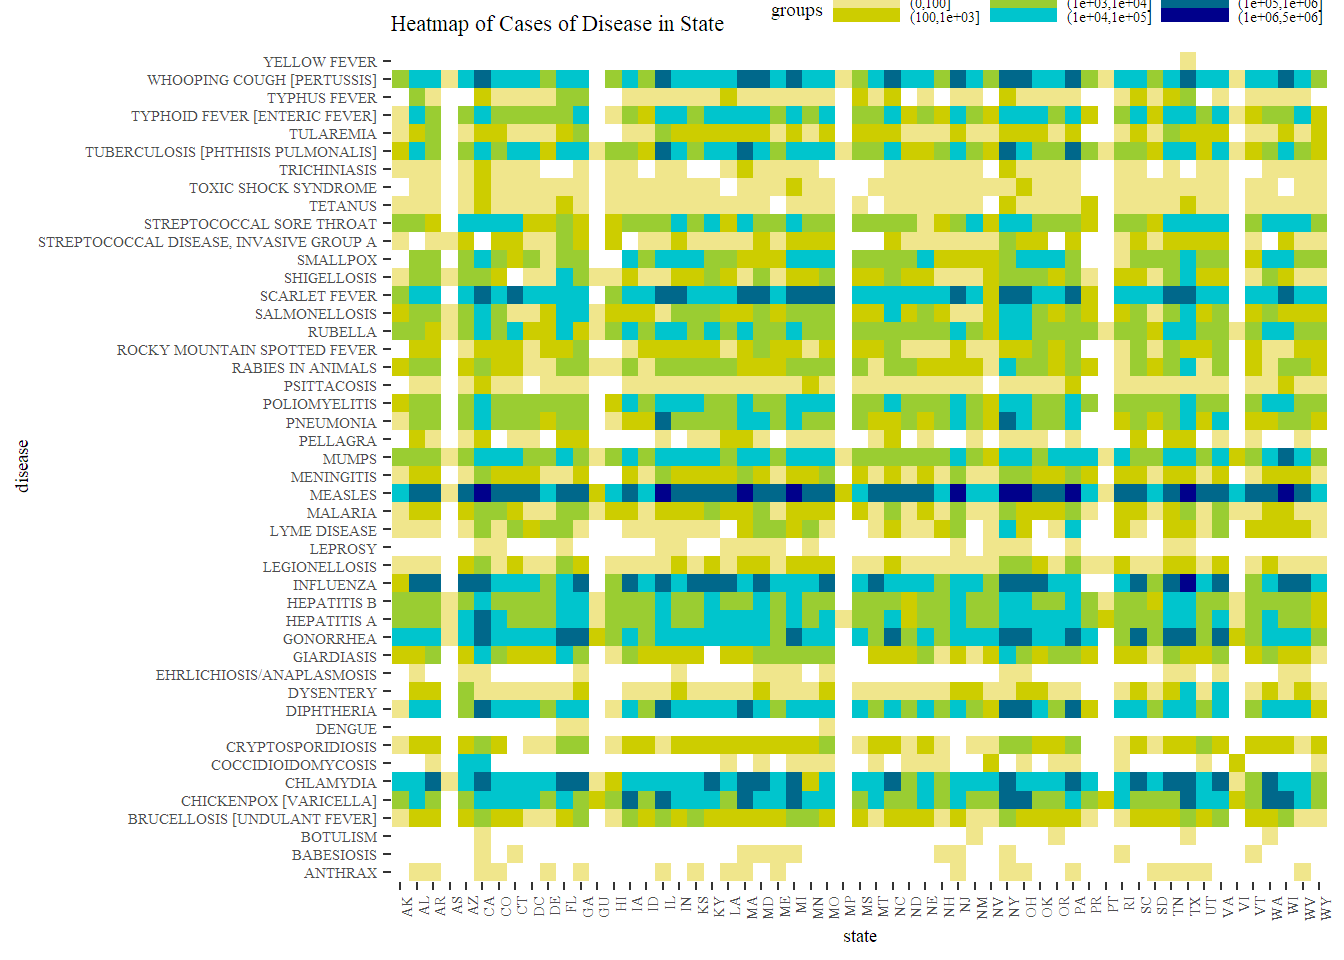 groups (0,100] (1e+03,1e+04] (1e+05,1e+06]
(100,1e+03] (1e+04,1e+05] (1e+06,5e+06]
Heatmap of Cases of Disease in State
disease
YELLOW FEVER
WHOOPING COUGH [PERTUSSIS]
TYPHUS FEVER
TYPHOID FEVER [ENTERIC FEVER]
TULAREMIA
TUBERCULOSIS [PHTHISIS PULMONALIS]
TRICHINIASIS
TOXIC SHOCK SYNDROME
TETANUS
STREPTOCOCCAL SORE THROAT
STREPTOCOCCAL DISEASE, INVASIVE GROUP A
SMALLPOX
SHIGELLOSIS
SCARLET FEVER
SALMONELLOSIS
RUBELLA
ROCKY MOUNTAIN SPOTTED FEVER
RABIES IN ANIMALS
PSITTACOSIS
POLIOMYELITIS
PNEUMONIA
PELLAGRA
MUMPS
MENINGITIS
MEASLES
MALARIA
LYME DISEASE
LEPROSY
LEGIONELLOSIS
INFLUENZA
HEPATITIS B
HEPATITIS A
GONORRHEA
GIARDIASIS
EHRLICHIOSIS/ANAPLASMOSIS
DYSENTERY
DIPHTHERIA
DENGUE
CRYPTOSPORIDIOSIS
COCCIDIOIDOMYCOSIS
CHLAMYDIA
CHICKENPOX [VARICELLA]
BRUCELLOSIS [UNDULANT FEVER]
BOTULISM
BABESIOSIS
ANTHRAX
AK AL AR AS AZ CA CO CT DC DE FL GA GU HI IA ID IL IN KS KY LA MA MD ME MI MN MO MP MS MT NC ND NE NH NJ NM NV NY OH OK OR PA PR PT RI SC SD TN TX UT VA VI VT WA WI WV WY
state